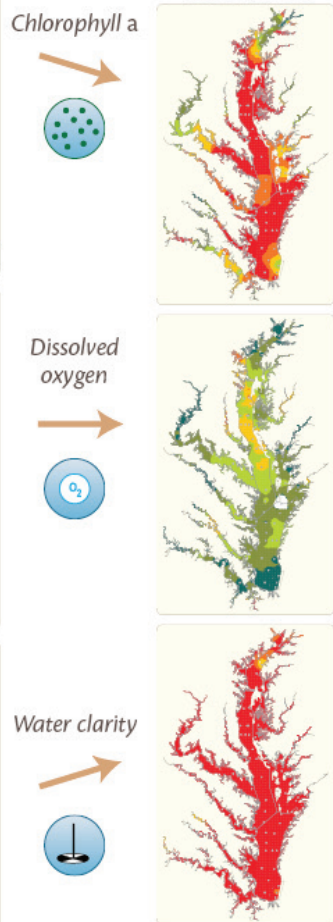 Chlorophyll a
Dissolved
oxygen
O2
Water clarity